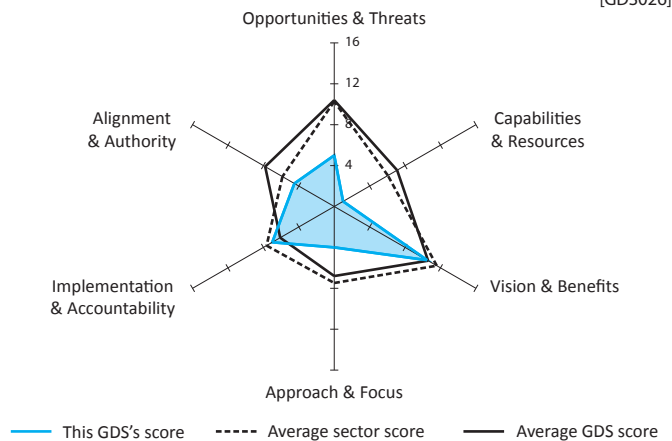 [GDS026]
Opportunities & Threats
16
12
8
4
Alignment
& Authority
Capabilities
& Resources
Implementation
& Accountability
Vision & Benefits
Approach & Focus
This GDS's score
Average sector score
Average GDS score